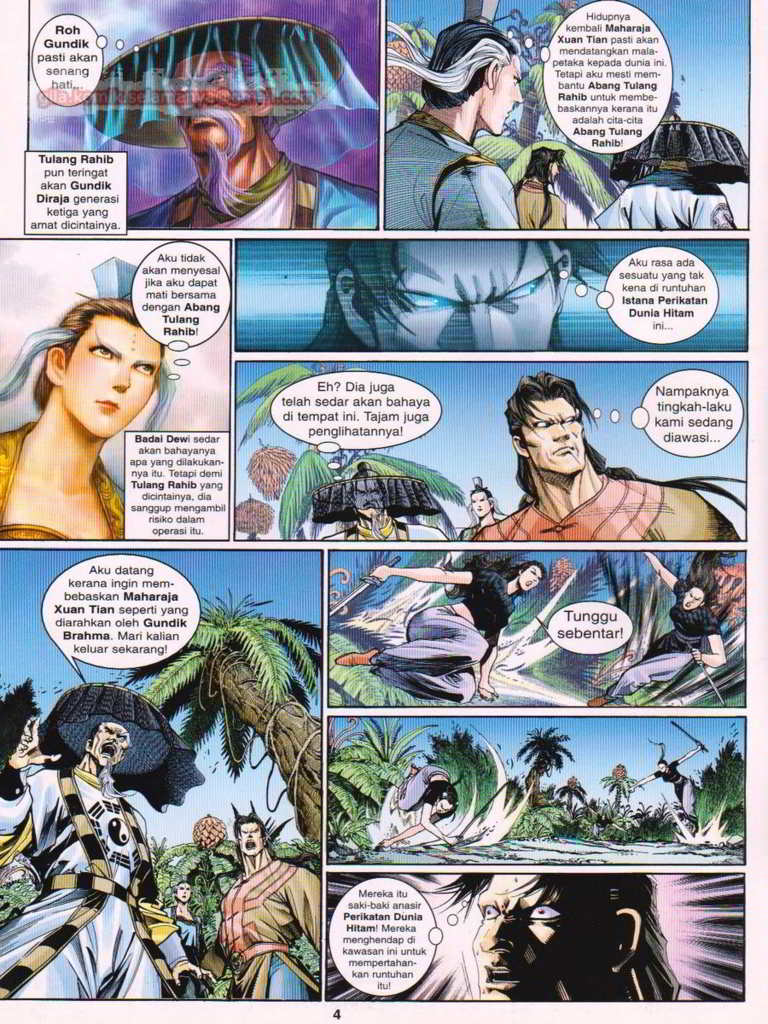 Roh
Gundik
pasti akan
senang
hati...
Tulang Rahib
pun teringat
akan Gundik
Diraja generasi
ketiga yang
amat dicintainya.
Hidupnya
kembali Maharaja
Xuan Tian pasti akan
mendatangkan mala-
petaka kepada dunia ini.
Tetapi aku mesti mem-
bantu Abang Tulang
Rahib untuk membe-
baskannya kerana itu
adalah cita-cita
Abang Tulang
Rahib!
Aku tidak
akan menyesal
jika aku dapat
mati bersama
dengan Abang
Tulang
Rahib!
Badai Dewi sedar
akan bahayanya
apa yang dilakukan-
nya itu. Tetapi demi
Tulang Rahib yang
dicintainya, dia
sanggup mengambil
risiko dalam
operasi itu.
Aku rasa ada
sesuatu yang tak
kena di runtuhan
Istana Perikatan
Dunia Hitam
ini...
Eh? Dia juga
telah sedar akan bahaya
di tempat ini. Tajam juga
penglihatannya!
Nampaknya
tingkah-laku
kami sedang
diawasi...
Aku datang
kerana ingin mem-
bebaskan Maharaja
Xuan Tian seperti yang
diarahkan oleh Gundik
Brahma. Mari kalian
keluar sekarang!
Tunggu
sebentar!
Mereka itu
saki-baki anasir
Perikatan Dunia
Hitam! Mereka
menghendap di
kawasan ini untuk
mempertahan-
kan runtuhan
itu!
4